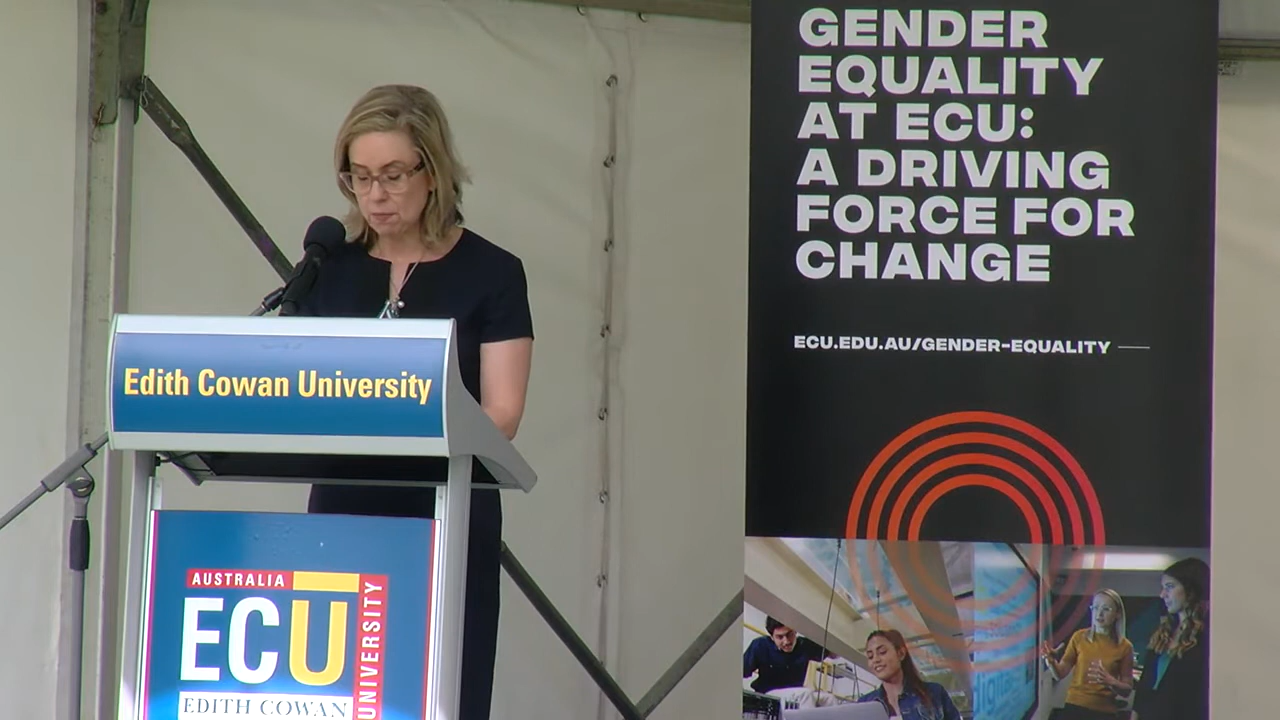 GENDER
EQUALITY
AT ECU:
A DRIVING
FORCE FOR
CHANGE
ECU.EDU.AU/GENDER-EQUALITY
Edith Cowan University
AUSTRALIA
ECU
UNIVERSITY
EDITH COWAN
digital